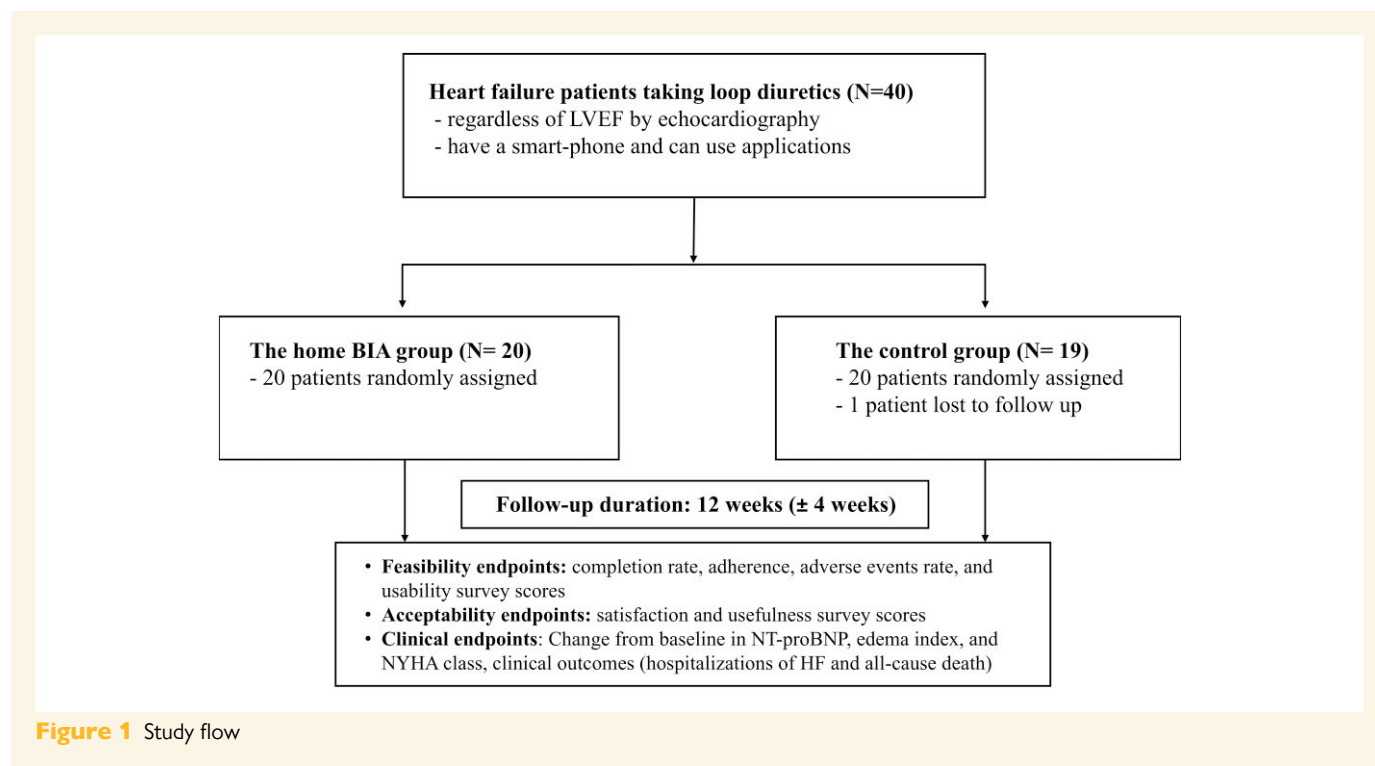 Heart failure patients taking loop diuretics (N=40)
- regardless of LVEF by echocardiography
- have a smart-phone and can use applications
The home BIA group (N= 20)
- 20 patients randomly assigned
The control group (N= 19)
- 20 patients randomly assigned
- 1 patient lost to follow up
Follow-up duration: 12 weeks (± 4 weeks)
• Feasibility endpoints: completion rate, adherence, adverse events rate, and
usability survey scores
• Acceptability endpoints: satisfaction and usefulness survey scores
• Clinical endpoints: Change from baseline in NT-proBNP, edema index, and
NYHA class, clinical outcomes (hospitalizations of HF and all-cause death)
Figure 1 Study flow